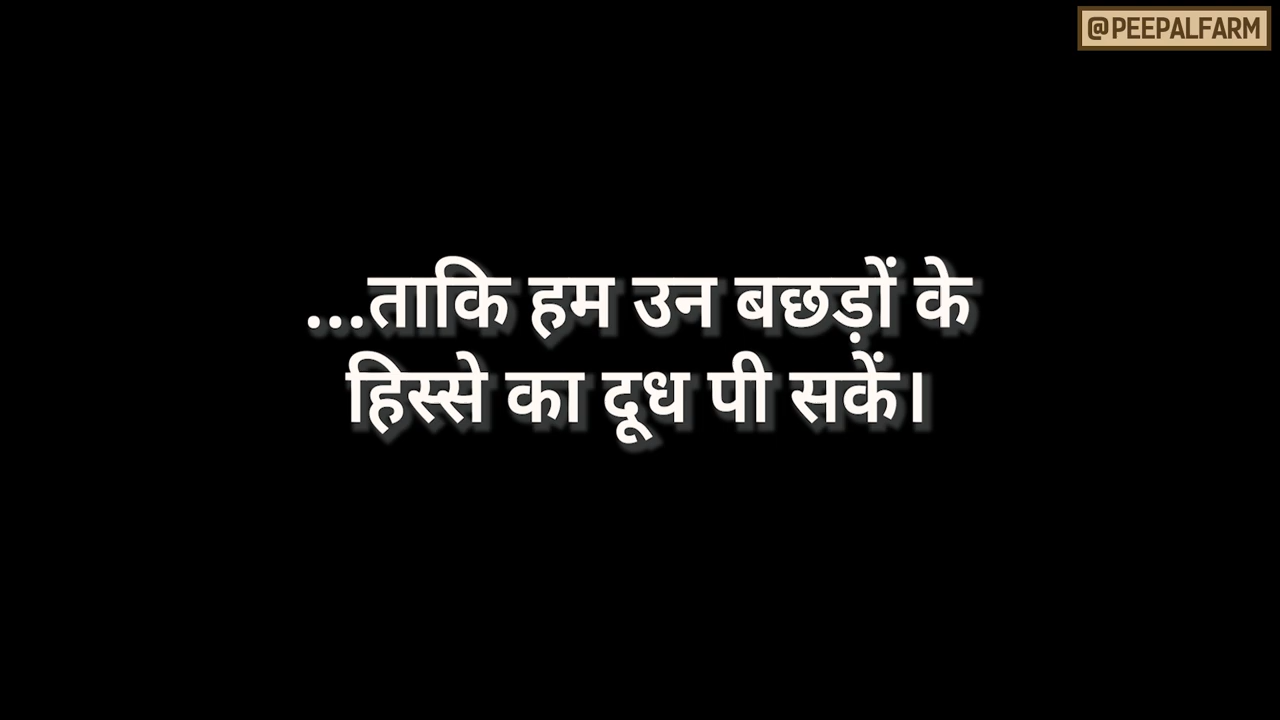 @PEEPALFARM
...ताकि हम उन बछड़ों के
हिस्से का दूध पी सकें।